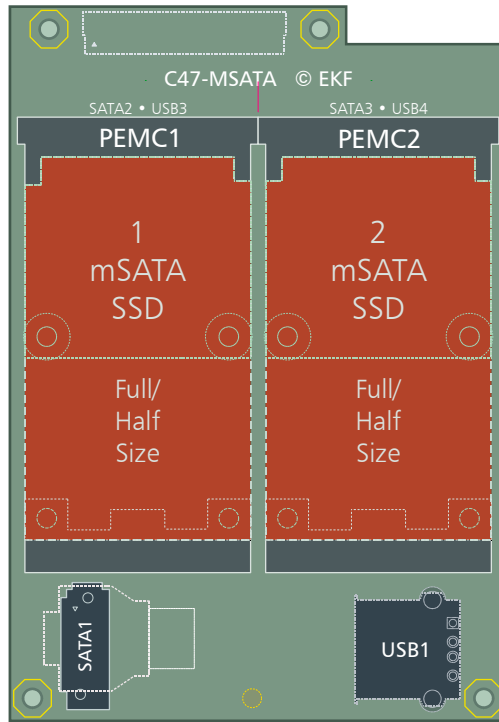 C47-MSATA © EKF
SATA2 • USB3
SATA3 • USB4
PEMC1
PEMC2
1
mSATA
SSD
2
mSATA
SSD
Full/
Half
Size
Full/
Half
Size
SATA1
USB1